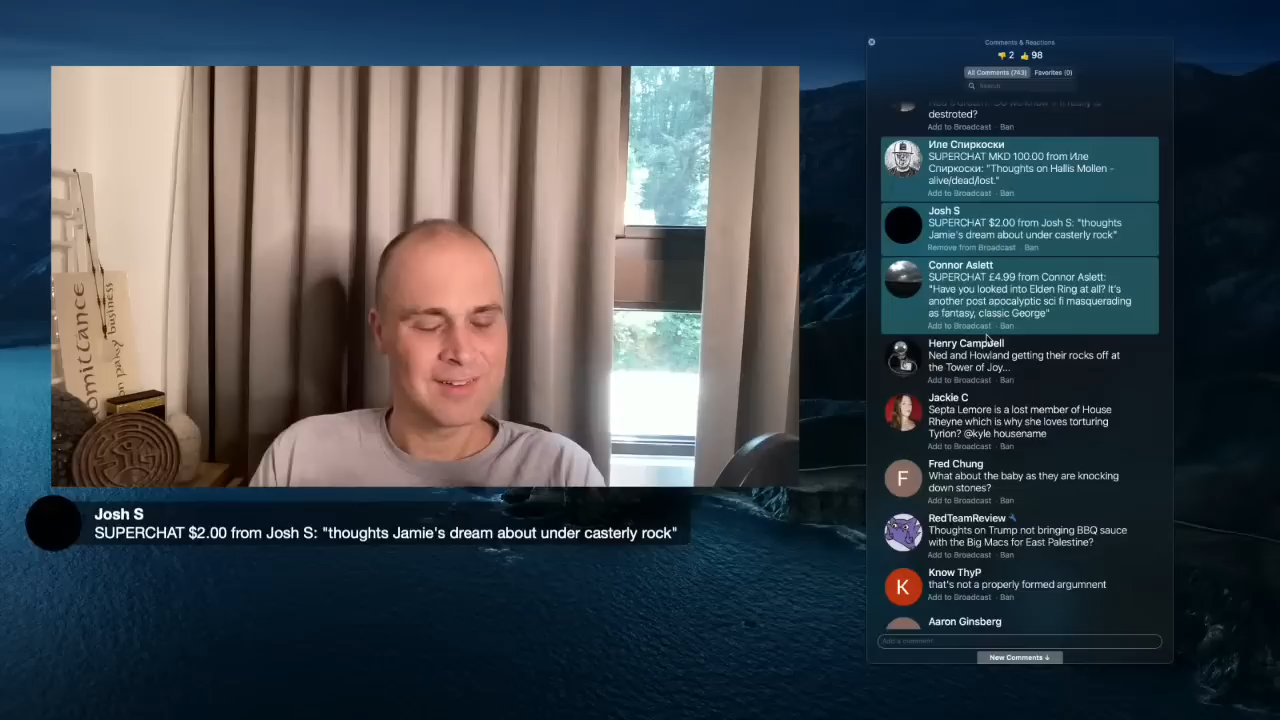 Comments & Reactions
👎 2 👍 98
All Comments (743) Favorites (0)
Search
destroted?
Add to Broadcast · Ban
Иле Спиркоски
SUPERCHAT MKD 100.00 from Иле
Спиркоски: "Thoughts on Hallis Mollen -
alive/dead/lost."
Add to Broadcast · Ban
Josh S
SUPERCHAT $2.00 from Josh S: "thoughts
Jamie's dream about under casterly rock"
Remove from Broadcast · Ban
Connor Aslett
SUPERCHAT £4.99 from Connor Aslett:
"Have you looked into Elden Ring at all? It's
another post apocalyptic sci fi masquerading
as fantasy, classic George"
Add to Broadcast · Ban
Henry Campbell
Ned and Howland getting their rocks off at
the Tower of Joy...
Add to Broadcast · Ban
Jackie C
Septa Lemore is a lost member of House
Rheyne which is why she loves torturing
Tyrion? @kyle housename
Add to Broadcast · Ban
F
Fred Chung
What about the baby as they are knocking
down stones?
Add to Broadcast · Ban
RedTeamReview
Thoughts on Trump not bringing BBQ sauce
with the Big Macs for East Palestine?
Add to Broadcast · Ban
K
Know ThyP
that's not a properly formed argumnent
Add to Broadcast · Ban
Aaron Ginsberg
Add a comment
New Comments ↓
omittance
on paky business
Josh S
SUPERCHAT $2.00 from Josh S: "thoughts Jamie's dream about under casterly rock"